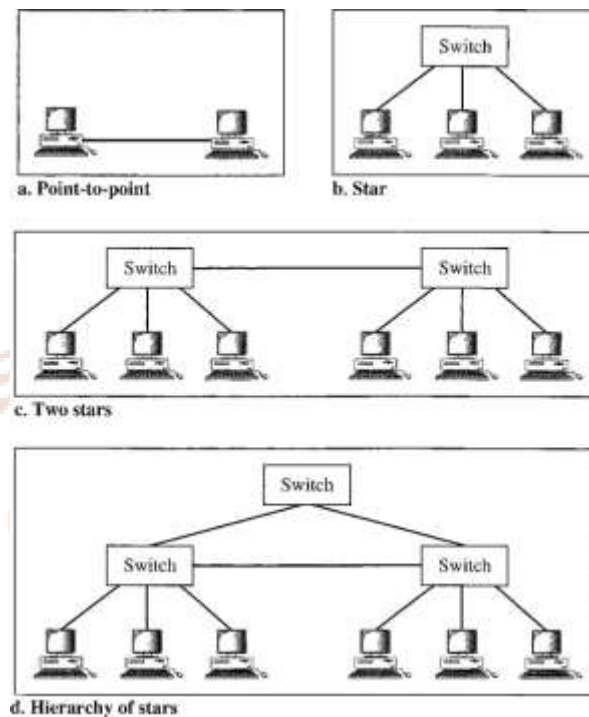 Switch
a. Point-to-point
b. Star
Switch
Switch
c. Two stars
Switch
Switch
Switch
d. Hierarchy of stars